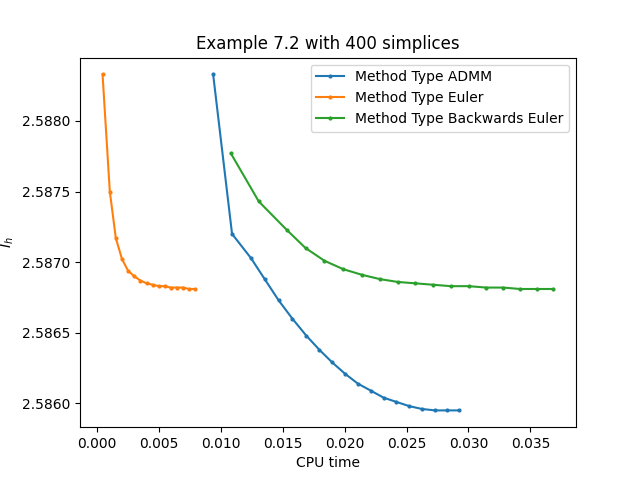 Example 7.2 with 400 simplices
Method Type ADMM
Method Type Euler
Method Type Backwards Euler
2.5880
2.5875
2.5870
2.5865
2.5860
I_h
0.000 0.005 0.010 0.015 0.020 0.025 0.030 0.035
CPU time